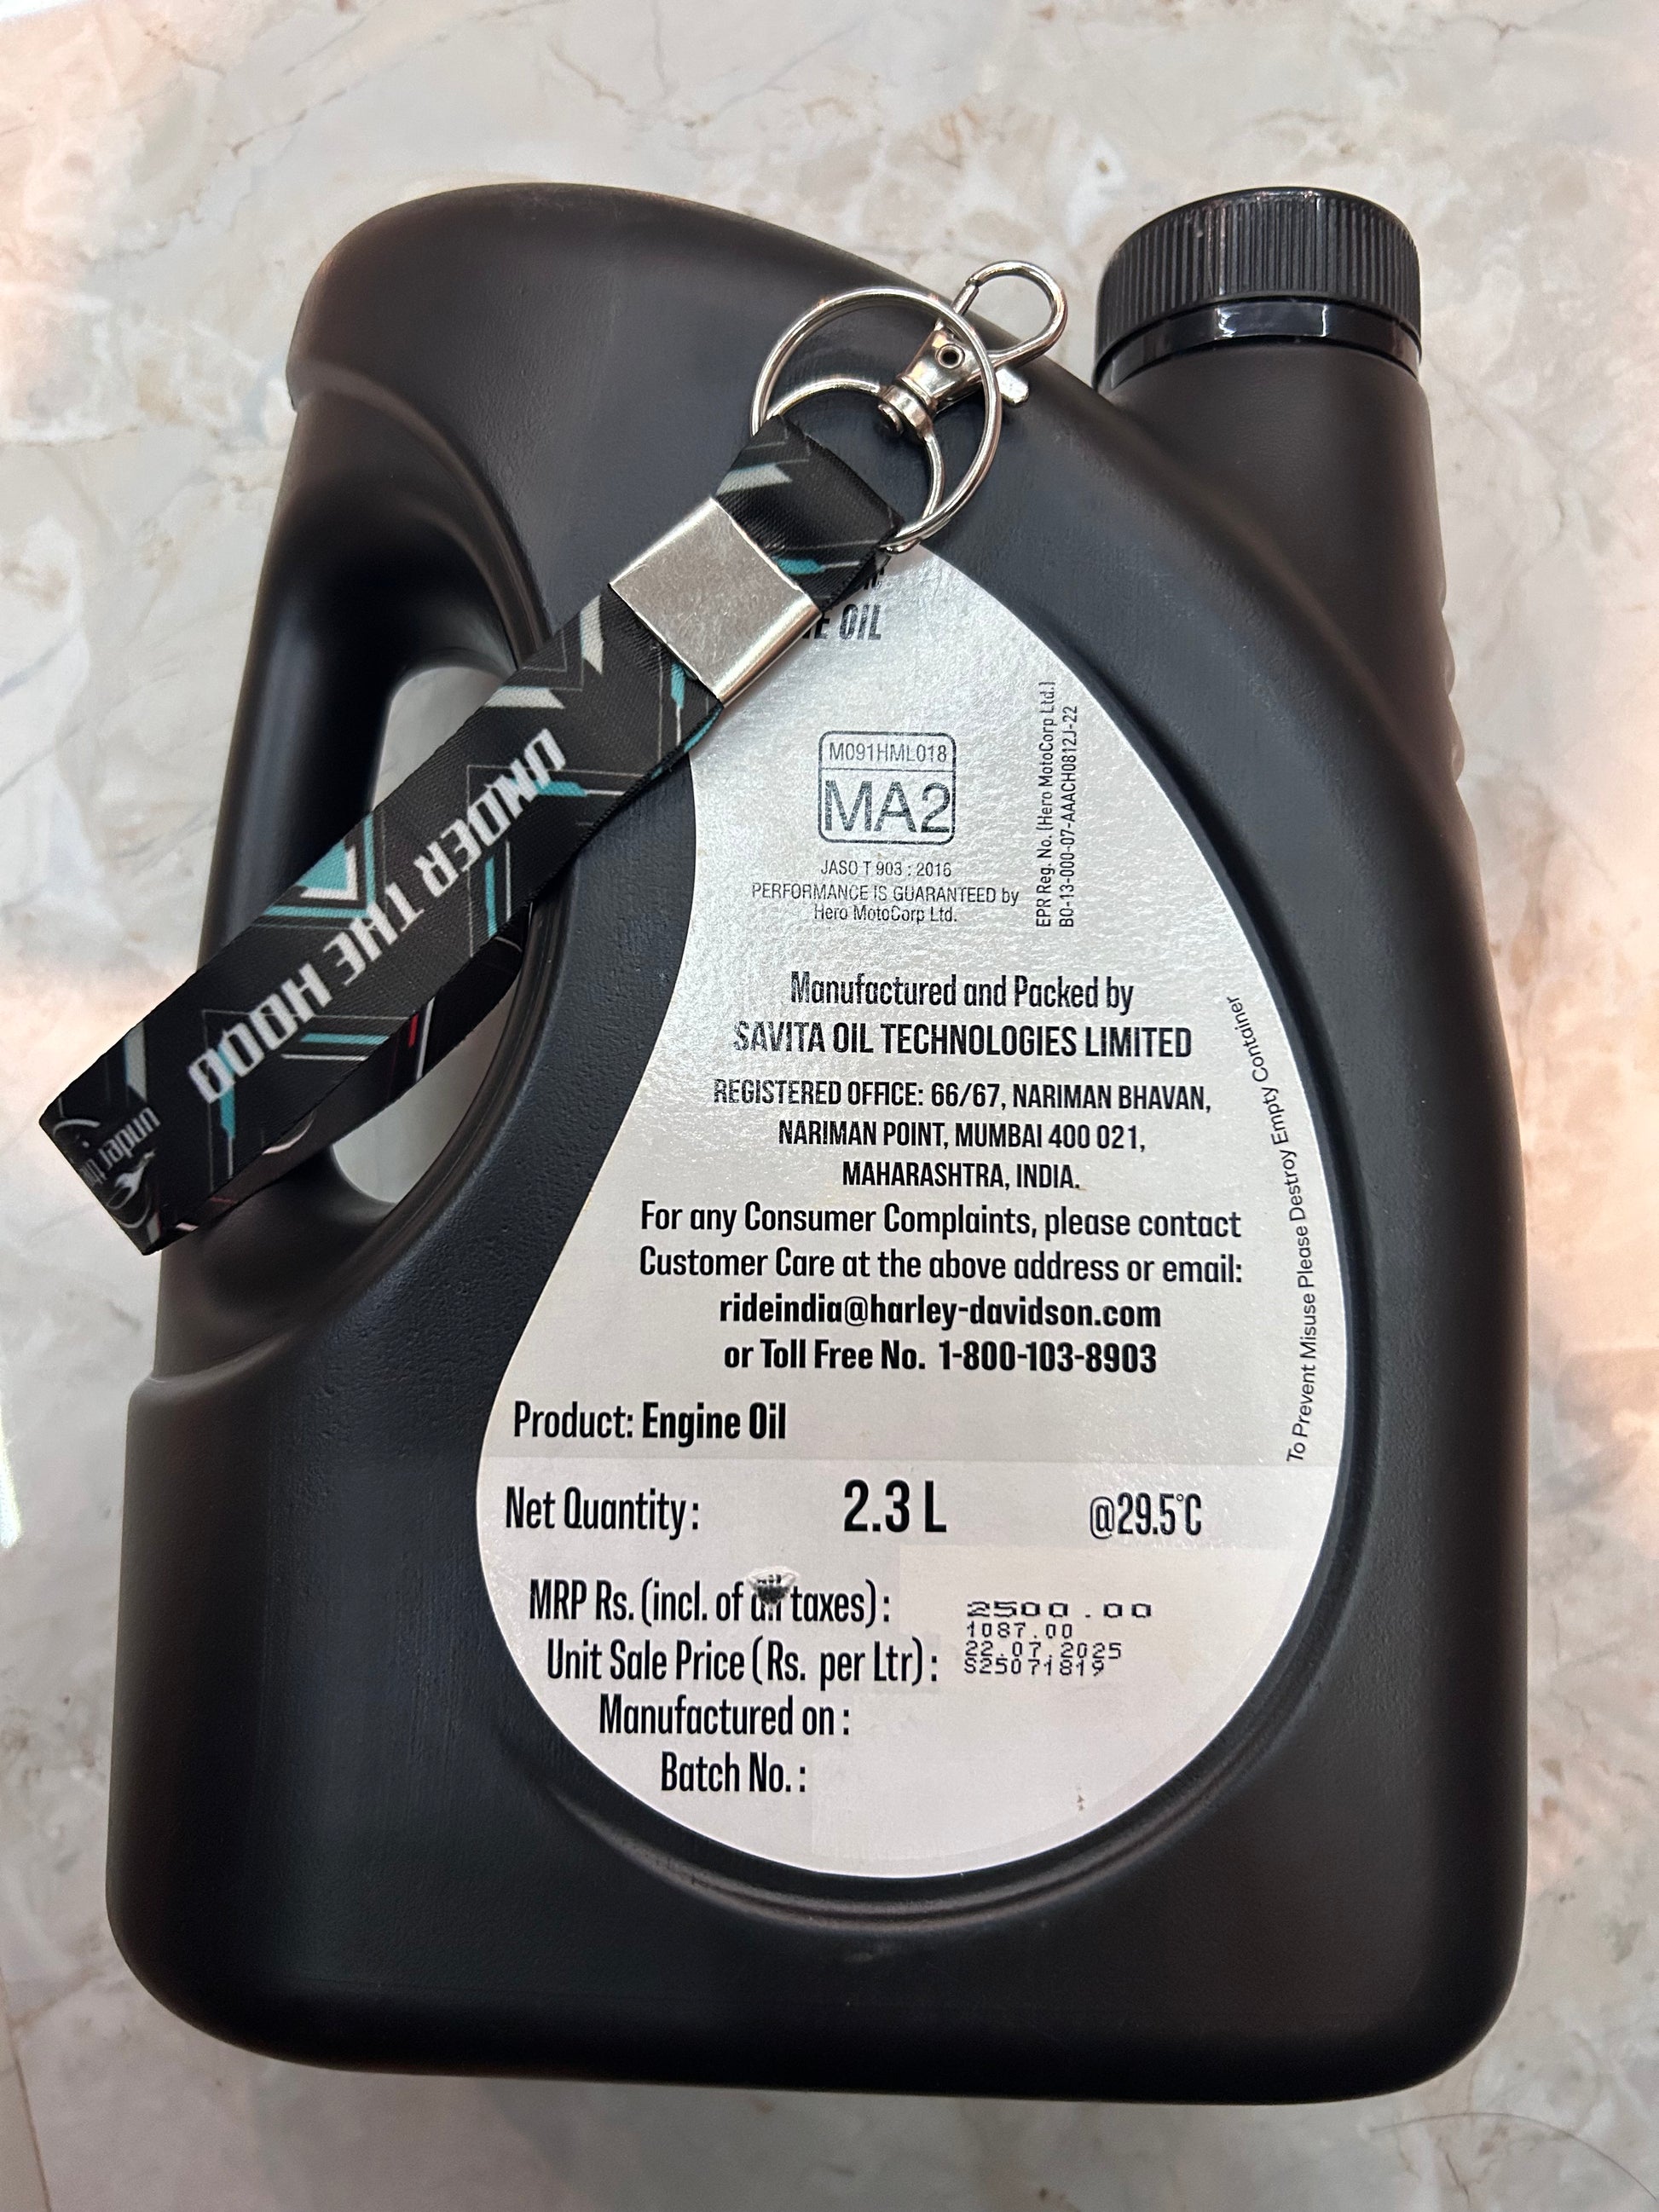 E OIL
M091HML018
MA2
JASO T 903 : 2016
PERFORMANCE IS GUARANTEED by
Hero MotoCorp Ltd.
EPR Reg. No. (Hero MotoCorp Ltd.)
BO-13-000-07-AAACH0812J-22
Manufactured and Packed by
SAVITA OIL TECHNOLOGIES LIMITED
REGISTERED OFFICE: 66/67, NARIMAN BHAVAN,
NARIMAN POINT, MUMBAI 400 021,
MAHARASHTRA, INDIA.
For any Consumer Complaints, please contact
Customer Care at the above address or email:
rideindia@harley-davidson.com
or Toll Free No. 1-800-103-8903
To Prevent Misuse Please Destroy Empty Container
Product: Engine Oil
Net Quantity: 2.3 L @29.5°C
MRP Rs. (incl. of all taxes): 2500.00
1087.00
Unit Sale Price (Rs. per Ltr):
22.07.2025
S25071819
Manufactured on :
Batch No. :
UNDER THE HOOD
under the